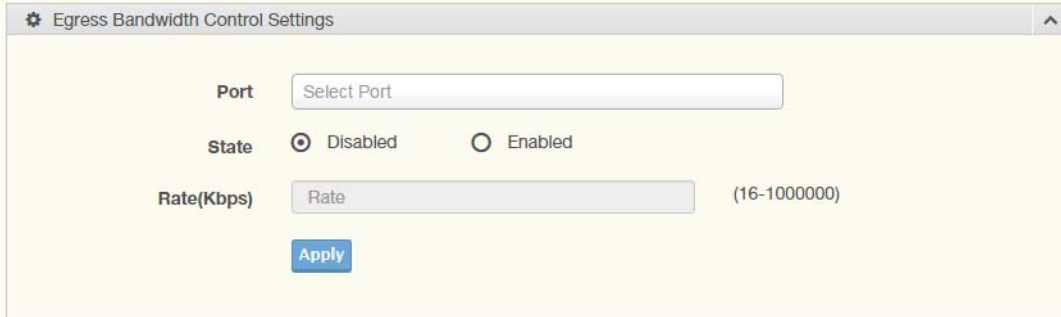 Egress Bandwidth Control Settings
Port Select Port
State Disabled Enabled
Rate(Kbps) Rate (16-1000000)
Apply